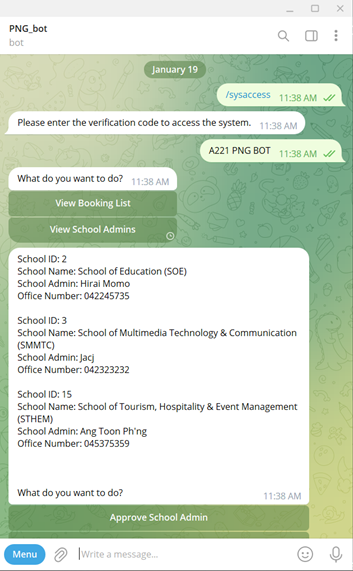 PNG_bot
bot
January 19
/sysaccess 11:38 AM
Please enter the verification code to access the system. 11:38 AM
A221 PNG BOT 11:38 AM
What do you want to do? 11:38 AM
View Booking List
View School Admins
School ID: 2
School Name: School of Education (SOE)
School Admin: Hirai Momo
Office Number: 042245735
School ID: 3
School Name: School of Multimedia Technology & Communication
(SMMTC)
School Admin: Jacj
Office Number: 042323232
School ID: 15
School Name: School of Tourism, Hospitality & Event Management
(STHEM)
School Admin: Ang Toon Ph'ng
Office Number: 045375359
What do you want to do? 11:38 AM
Approve School Admin
Menu
Write a message...